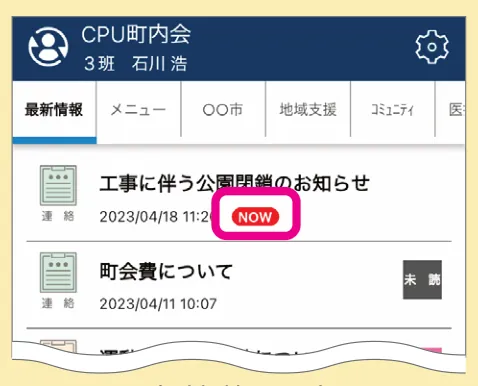 CPU町内会
3班 石川 浩
最新情報 メニュー 〇〇市 地域支援 コミュニティ 医
工事に伴う公園閉鎖のお知らせ
連絡
2023/04/18 11:2
NOW
町会費について
未読
連絡
2023/04/11 10:07